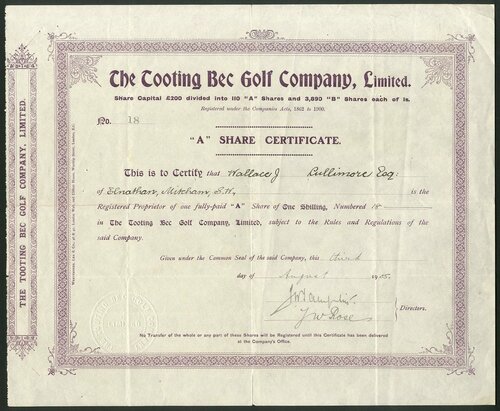 The Tooting Bec Golf Company, Limited.
Share Capital £200 divided into 110 "A" Shares and 3,890 "B" Shares each of 1s.
Registered under the Companies Acts, 1862 to 1900.
No. 18
"A" SHARE CERTIFICATE.
This is to Certify that Wallace J Cullimore Esq:
of Elnathan, Mitcham, S.W. is the
Registered Proprietor of one fully-paid "A" Share of One Shilling, Numbered 18
in The Tooting Bec Golf Company, Limited, subject to the Rules and Regulations of the
said Company.
Given under the Common Seal of the said Company, this third
day of August 1905.
Directors.
J W Rose
No Transfer of the whole or any part of these Shares will be Registered until this Certificate has been delivered
at the Company's Office.
THE TOOTING BEC GOLF COMPANY, LIMITED.